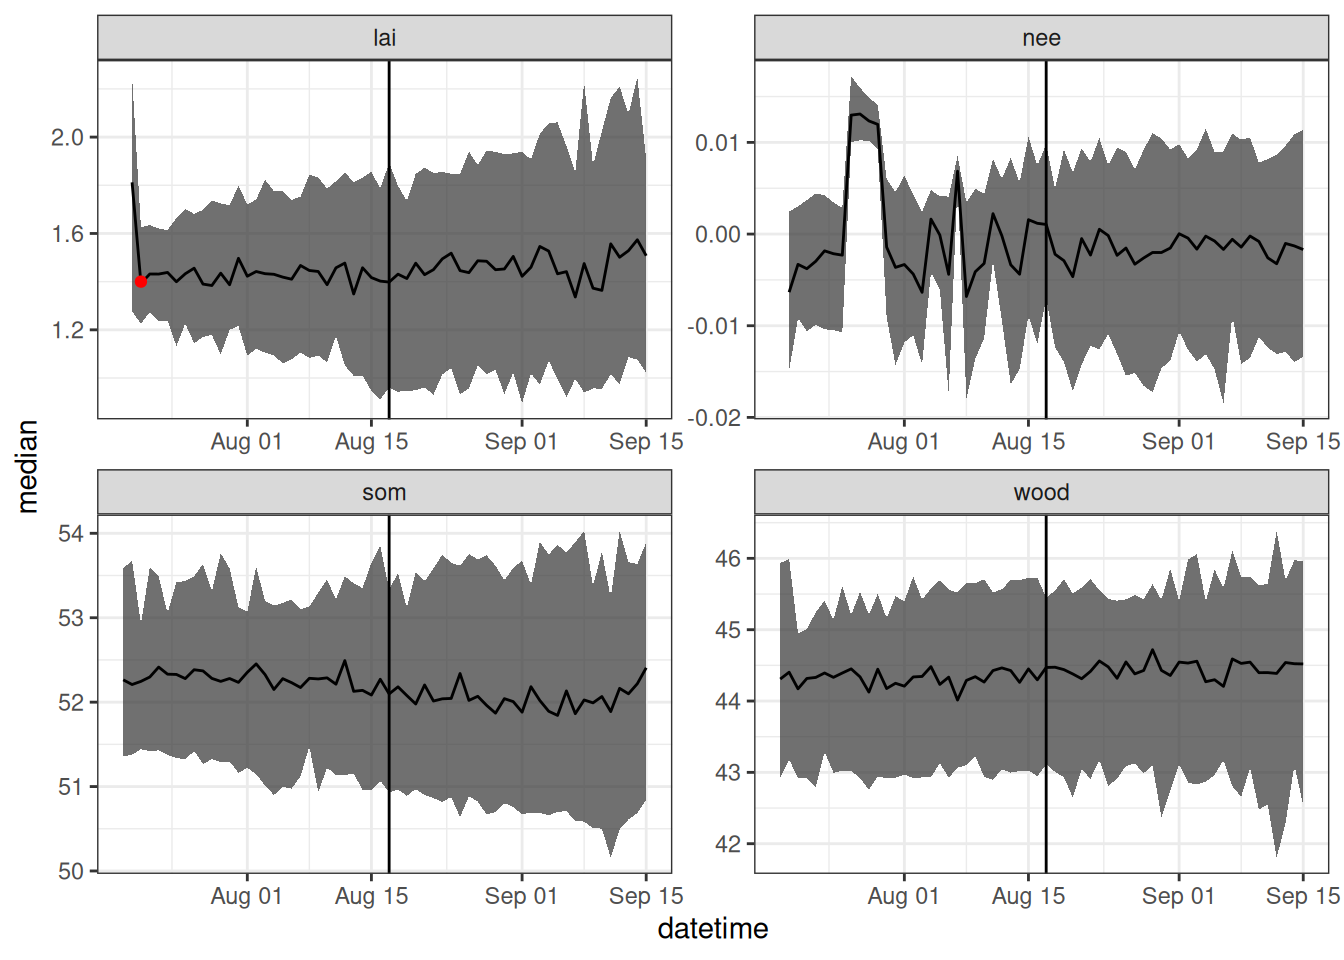 lai
nee
2.0
1.6
1.2
0.01
0.00
-0.01
-0.02
Aug 01 Aug 15 Sep 01 Sep 15
Aug 01 Aug 15 Sep 01 Sep 15
median
som
wood
54
53
52
51
50
46
45
44
43
42
Aug 01 Aug 15 Sep 01 Sep 15
Aug 01 Aug 15 Sep 01 Sep 15
datetime